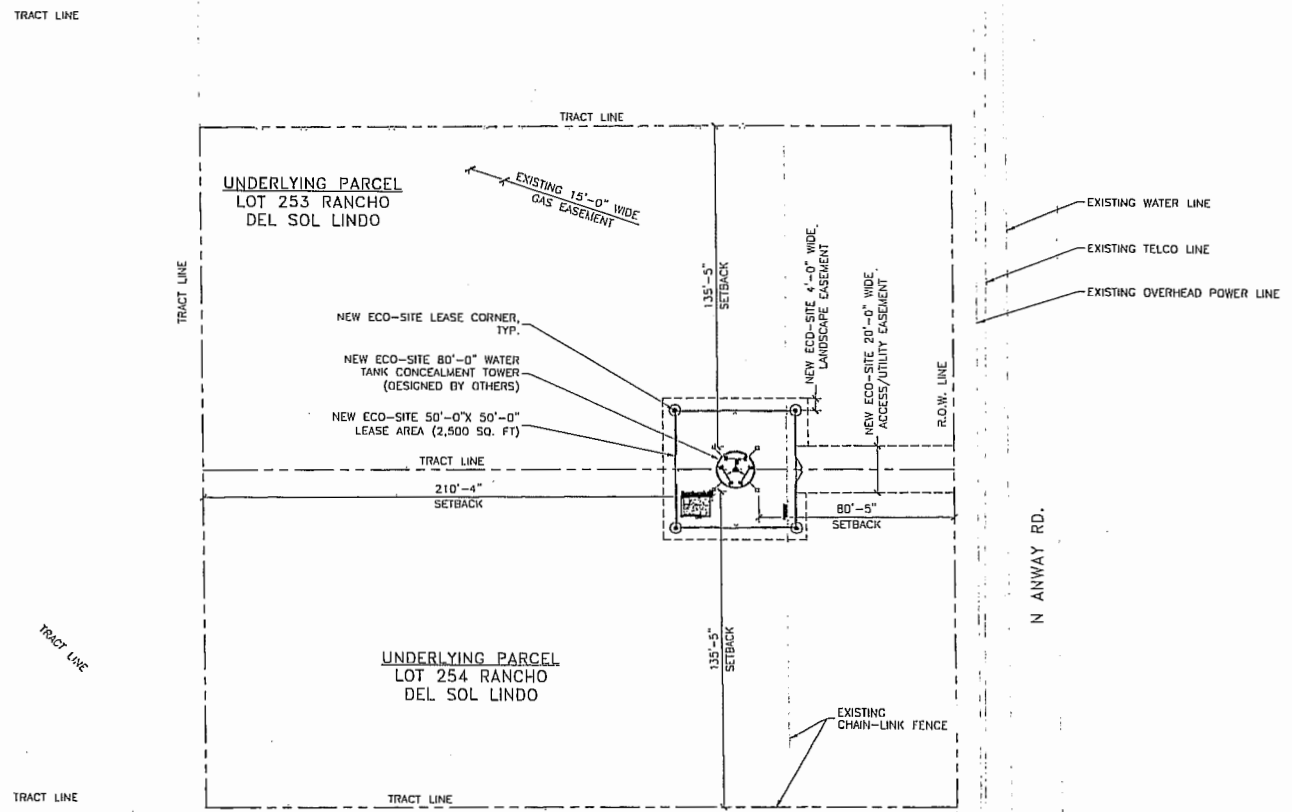 TRACT LINE
TRACT LINE
UNDERLYING PARCEL
LOT 253 RANCHO
DEL SOL LINDO
EXISTING 15'-0" WIDE
GAS EASEMENT
TRACT LINE
135'-5"
SETBACK
NEW ECO-SITE 4'-0" WIDE,
LANDSCAPE EASEMENT
NEW ECO-SITE 20'-0" WIDE,
ACCESS/UTILITY EASEMENT
R.O.W. LINE
EXISTING WATER LINE
EXISTING TELCO LINE
EXISTING OVERHEAD POWER LINE
NEW ECO-SITE LEASE CORNER,
TYP.
NEW ECO-SITE 80'-0" WATER
TANK CONCEALMENT TOWER
(DESIGNED BY OTHERS)
NEW ECO-SITE 50'-0"X 50'-0"
LEASE AREA (2,500 SQ. FT)
TRACT LINE
210'-4"
SETBACK
80'-5"
SETBACK
N ANWAY RD.
TRACT LINE
UNDERLYING PARCEL
LOT 254 RANCHO
DEL SOL LINDO
135'-5"
SETBACK
EXISTING
CHAIN-LINK FENCE
TRACT LINE
TRACT LINE